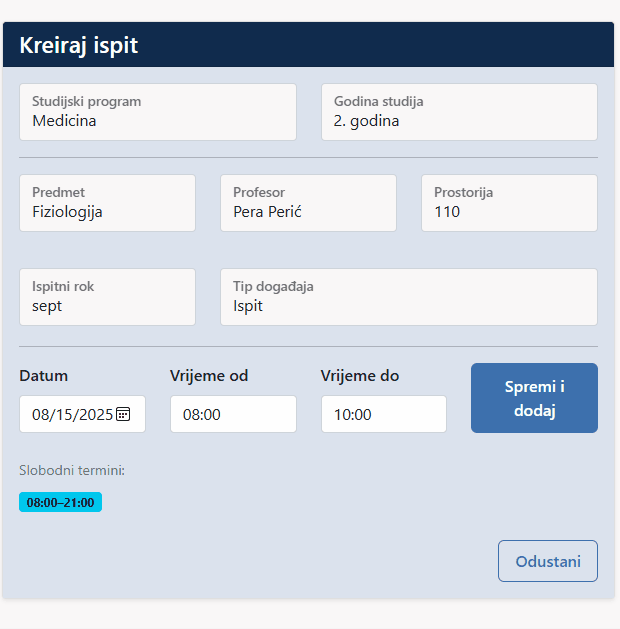 Kreiraj ispit
Studijski program
Medicina
Godina studija
2. godina
Predmet
Fiziologija
Profesor
Pera Perić
Prostorija
110
Ispitni rok
sept
Tip događaja
Ispit
Datum
08/15/2025
Vrijeme od
08:00
Vrijeme do
10:00
Spremi i
dodaj
Slobodni termini:
08:00–21:00
Odustani